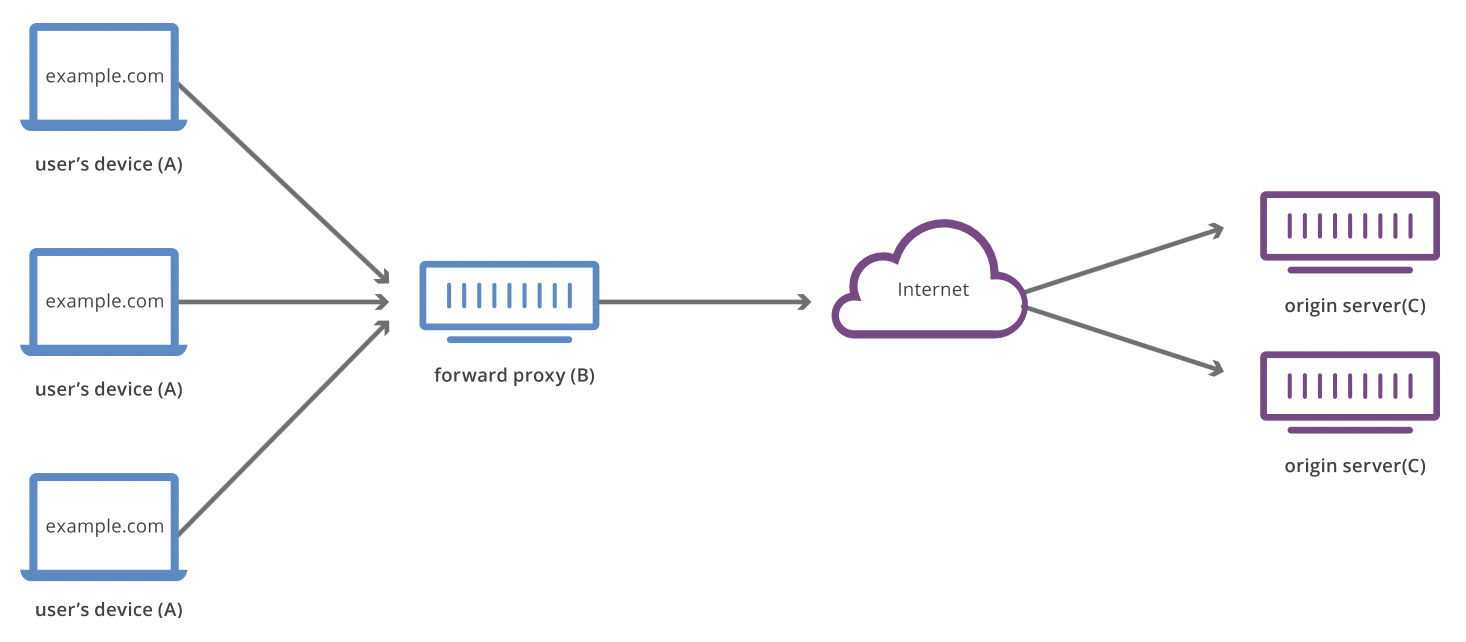 example.com
user’s device (A)
example.com
user’s device (A)
example.com
user’s device (A)
forward proxy (B)
Internet
origin server(C)
origin server(C)